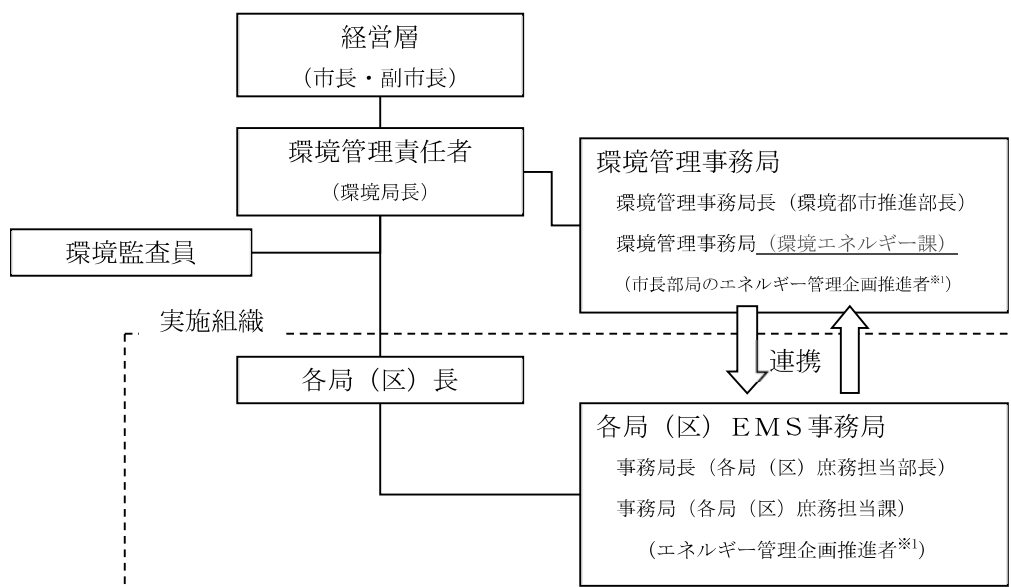 経営層
（市長・副市長）
環境管理責任者
（環境局長）
環境管理事務局
環境管理事務局長（環境都市推進部長）
環境管理事務局（環境エネルギー課）
（市長部局のエネルギー管理企画推進者※1）
環境監査員
実施組織
連携
各局（区）長
各局（区）ＥＭＳ事務局
事務局長（各局（区）庶務担当部長）
事務局（各局（区）庶務担当課）
（エネルギー管理企画推進者※1）